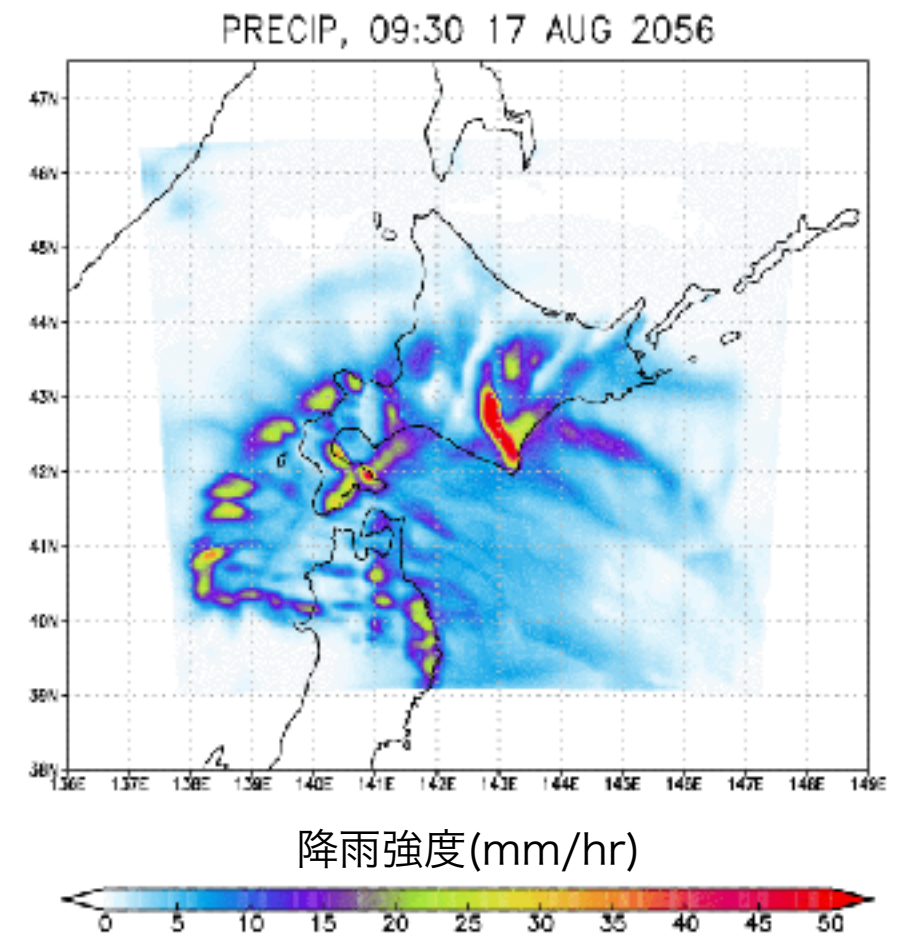 PRECIP, 09:30 17 AUG 2056
47N
46N
45N
44N
43N
42N
41N
40N
39N
38N
136E 137E 138E 139E 140E 141E 142E 143E 144E 145E 146E 147E 148E 149E
降雨強度(mm/hr)
0 5 10 15 20 25 30 35 40 45 50